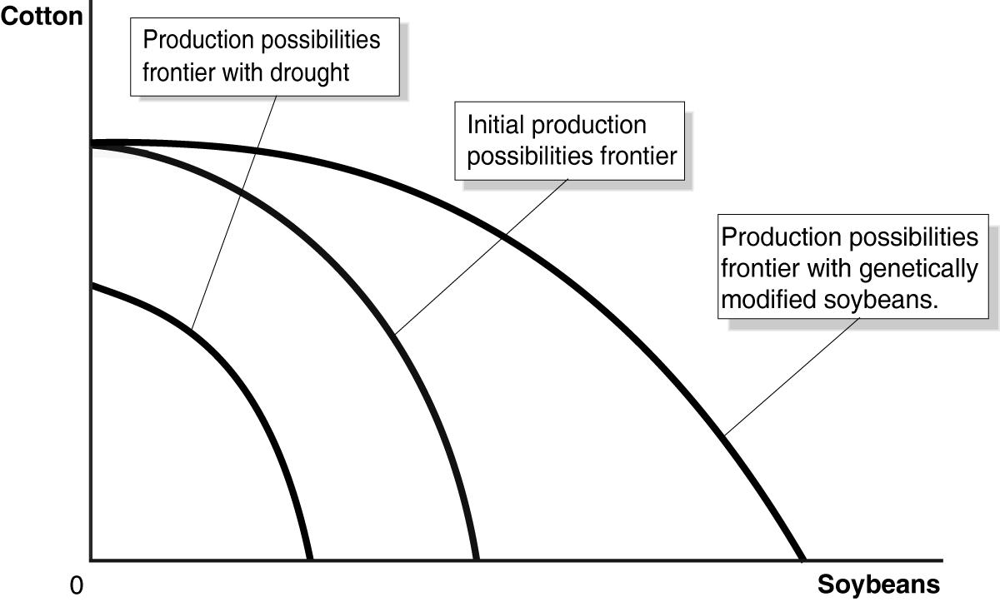 Cotton
Production possibilities
frontier with drought
Initial production
possibilities frontier
Production possibilities
frontier with genetically
modified soybeans.
0
Soybeans